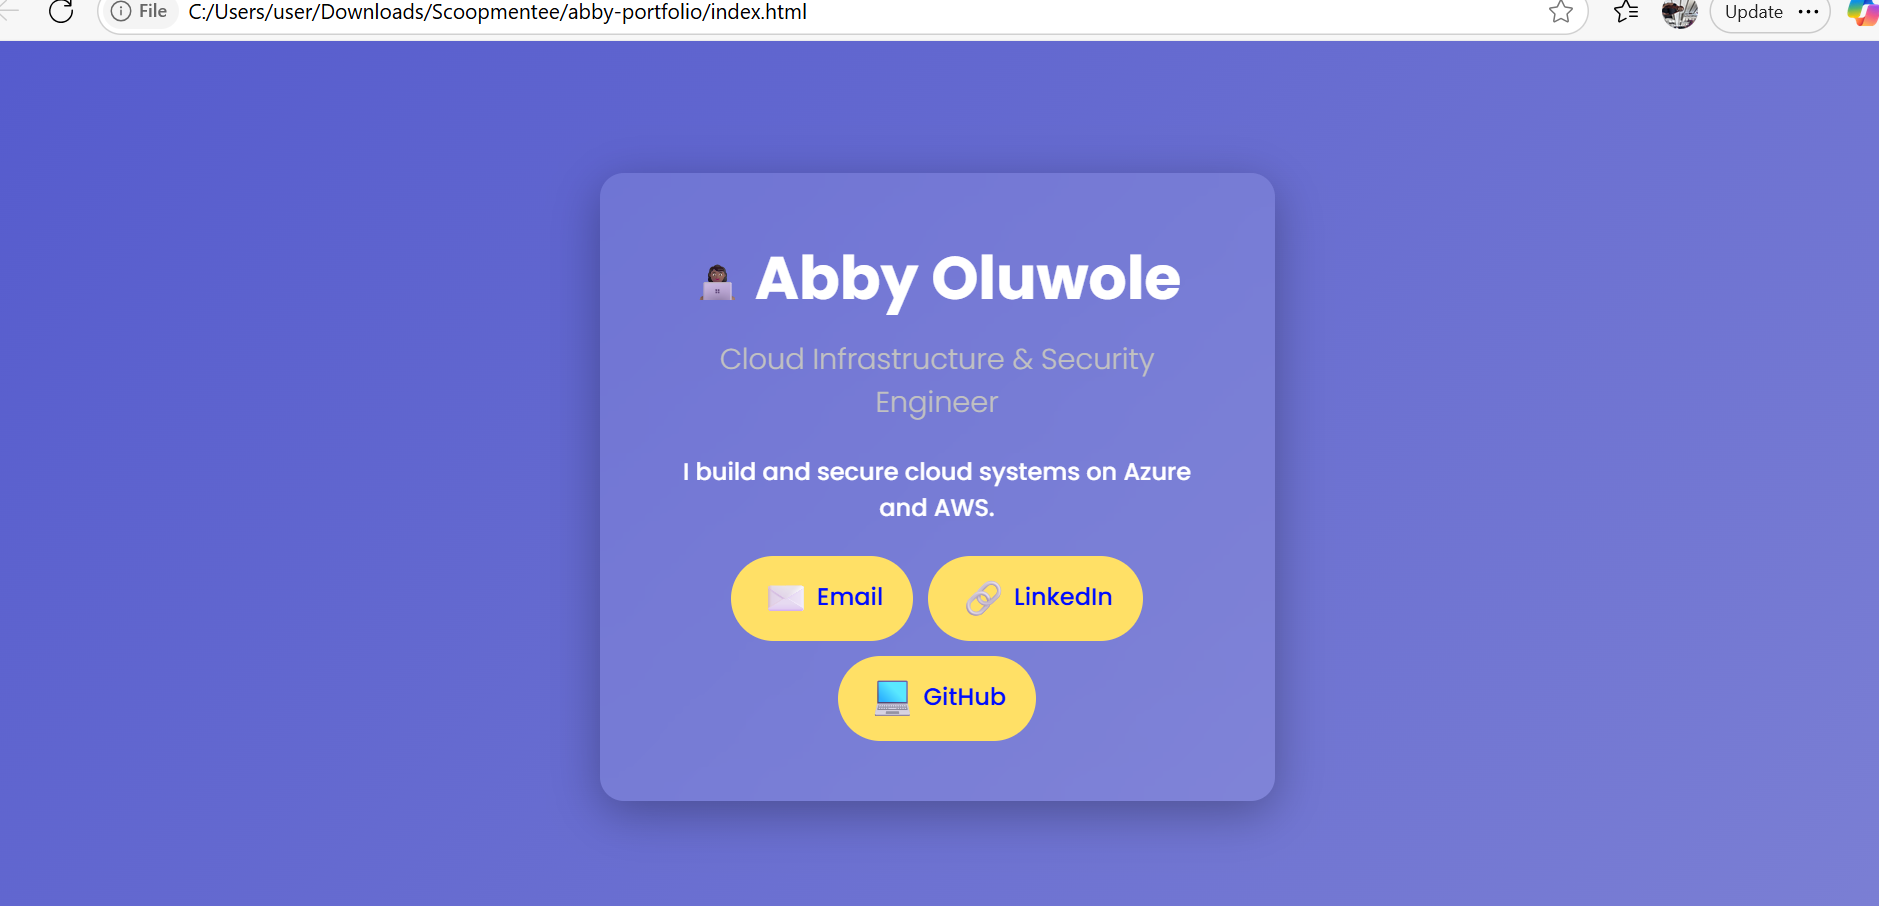 File C:/Users/user/Downloads/Scoopmentee/abby-portfolio/index.html Update
Abby Oluwole
Cloud Infrastructure & Security
Engineer
I build and secure cloud systems on Azure
and AWS.
Email LinkedIn
GitHub